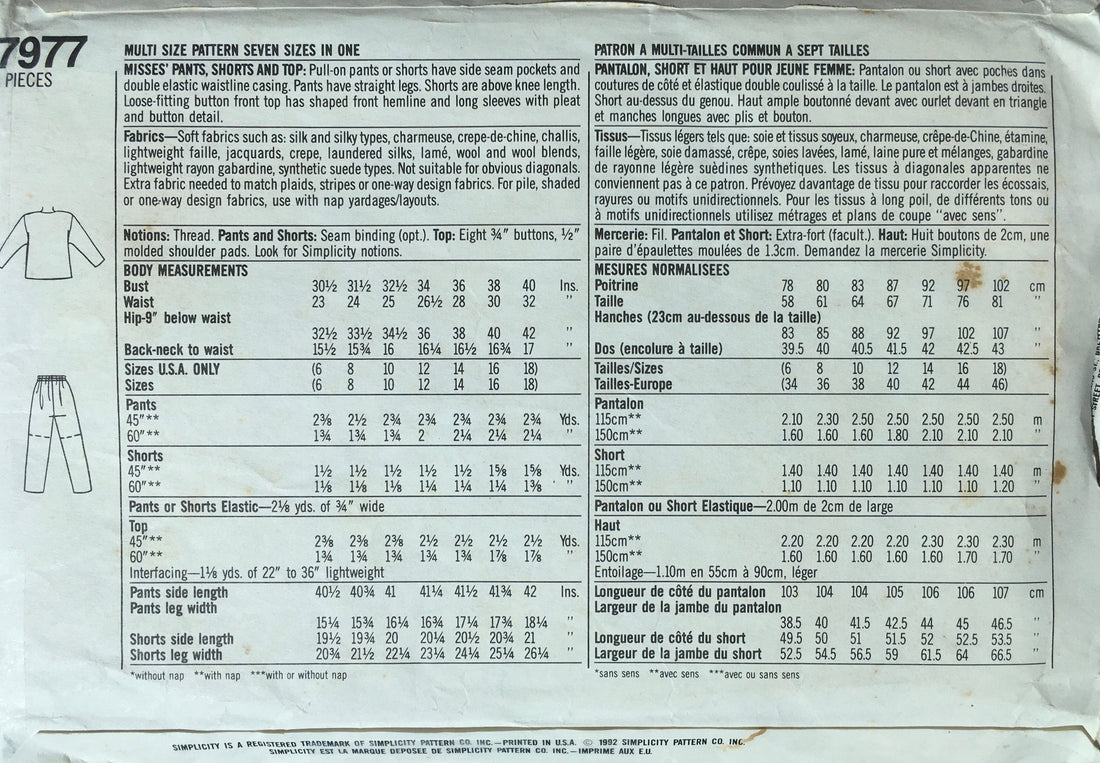 7977
PIECES
MULTI SIZE PATTERN SEVEN SIZES IN ONE
MISSES' PANTS, SHORTS AND TOP: Pull-on pants or shorts have side seam pockets and
double elastic waistline casing. Pants have straight legs. Shorts are above knee length.
Loose-fitting button front top has shaped front hemline and long sleeves with pleat
and button detail.
Fabrics—Soft fabrics such as: silk and silky types, charmeuse, crepe-de-chine, challis,
lightweight faille, jacquards, crepe, laundered silks, lamé, wool and wool blends,
lightweight rayon gabardine, synthetic suede types. Not suitable for obvious diagonals.
Extra fabric needed to match plaids, stripes or one-way design fabrics. For pile, shaded
or one-way design fabrics, use with nap yardages/layouts.
Notions: Thread. Pants and Shorts: Seam binding (opt.). Top: Eight ¾" buttons, ½"
molded shoulder pads. Look for Simplicity notions.
BODY MEASUREMENTS
Bust 30½ 31½ 32½ 34 36 38 40 Ins.
Waist 23 24 25 26½ 28 30 32 "
Hip-9" below waist
32½ 33½ 34½ 36 38 40 42 "
Back-neck to waist 15½ 15¾ 16 16¼ 16½ 16¾ 17 "
Sizes U.S.A. ONLY (6 8 10 12 14 16 18)
Sizes (6 8 10 12 14 16 18)
Pants
45"** 2⅜ 2½ 2¾ 2¾ 2¾ 2¾ 2¾ Yds.
60"** 1¾ 1¾ 1¾ 2 2¼ 2¼ 2¼ "
Shorts
45"** 1½ 1½ 1½ 1½ 1½ 1⅝ 1⅝ Yds.
60"** 1⅛ 1⅛ 1⅛ 1¼ 1¼ 1¼ 1⅜ "
Pants or Shorts Elastic—2⅛ yds. of ¾" wide
Top
45"** 2⅜ 2⅜ 2⅜ 2½ 2½ 2½ 2½ Yds.
60"** 1¾ 1¾ 1¾ 1¾ 1¾ 1⅞ 1⅞ "
Interfacing—1⅛ yds. of 22" to 36" lightweight
Pants side length 40½ 40¾ 41 41¼ 41½ 41¾ 42 Ins.
Pants leg width
15¼ 15¾ 16¼ 16¾ 17¼ 17¾ 18¼ "
Shorts side length 19½ 19¾ 20 20¼ 20½ 20¾ 21 "
Shorts leg width 20¾ 21½ 22¼ 23¼ 24¼ 25¼ 26¼ "
*without nap **with nap ***with or without nap
PATRON A MULTI-TAILLES COMMUN A SEPT TAILLES
PANTALON, SHORT ET HAUT POUR JEUNE FEMME: Pantalon ou short avec poches dans
coutures de côté et élastique double coulissé à la taille. Le pantalon est à jambes droites.
Short au-dessus du genou. Haut ample boutonné devant avec ourlet devant en triangle
et manches longues avec plis et bouton.
Tissus—Tissus légers tels que: soie et tissus soyeux, charmeuse, crêpe-de-Chine, étamine,
faille légère, soie damassé, crêpe, soies lavées, lamé, laine pure et mélanges, gabardine
de rayonne légère suèdines synthetiques. Les tissus à diagonales apparentes ne
conviennent pas à ce patron. Prévoyez davantage de tissu pour raccorder les écossais,
rayures ou motifs unidirectionnels. Pour les tissus à long poil, de différents tons ou
à motifs unidirectionnels utilisez métrages et plans de coupe "avec sens".
Mercerie: Fil. Pantalon et Short: Extra-fort (facult.). Haut: Huit boutons de 2cm, une
paire d'épaulettes moulées de 1.3cm. Demandez la mercerie Simplicity.
MESURES NORMALISEES
Poitrine 78 80 83 87 92 97 102 cm
Taille 58 61 64 67 71 76 81 "
Hanches (23cm au-dessous de la taille)
83 85 88 92 97 102 107 "
Dos (encolure à taille) 39.5 40 40.5 41.5 42 42.5 43 "
Tailles/Sizes (6 8 10 12 14 16 18)
Tailles-Europe (34 36 38 40 42 44 46)
Pantalon
115cm** 2.10 2.30 2.50 2.50 2.50 2.50 2.50 m
150cm** 1.60 1.60 1.60 1.80 2.10 2.10 2.10 "
Short
115cm** 1.40 1.40 1.40 1.40 1.40 1.40 1.40 m
150cm** 1.10 1.10 1.10 1.10 1.10 1.10 1.20 "
Pantalon ou Short Elastique—2.00m de 2cm de large
Haut
115cm** 2.20 2.20 2.20 2.20 2.30 2.30 2.30 m
150cm** 1.60 1.60 1.60 1.60 1.60 1.70 1.70 "
Entoilage—1.10m en 55cm à 90cm, léger
Longueur de côté du pantalon 103 104 104 105 106 106 107 cm
Largeur de la jambe du pantalon
38.5 40 41.5 42.5 44 45 46.5 "
Longueur de côté du short 49.5 50 51 51.5 52 52.5 53.5 "
Largeur de la jambe du short 52.5 54.5 56.5 59 61.5 64 66.5 "
*sans sens **avec sens ***avec ou sans sens
SIMPLICITY IS A REGISTERED TRADEMARK OF SIMPLICITY PATTERN CO. INC.—PRINTED IN U.S.A. © 1992 SIMPLICITY PATTERN CO. INC.
SIMPLICITY EST LA MARQUE DEPOSEE DE SIMPLICITY PATTERN CO. INC.—IMPRIME AUX E.U.